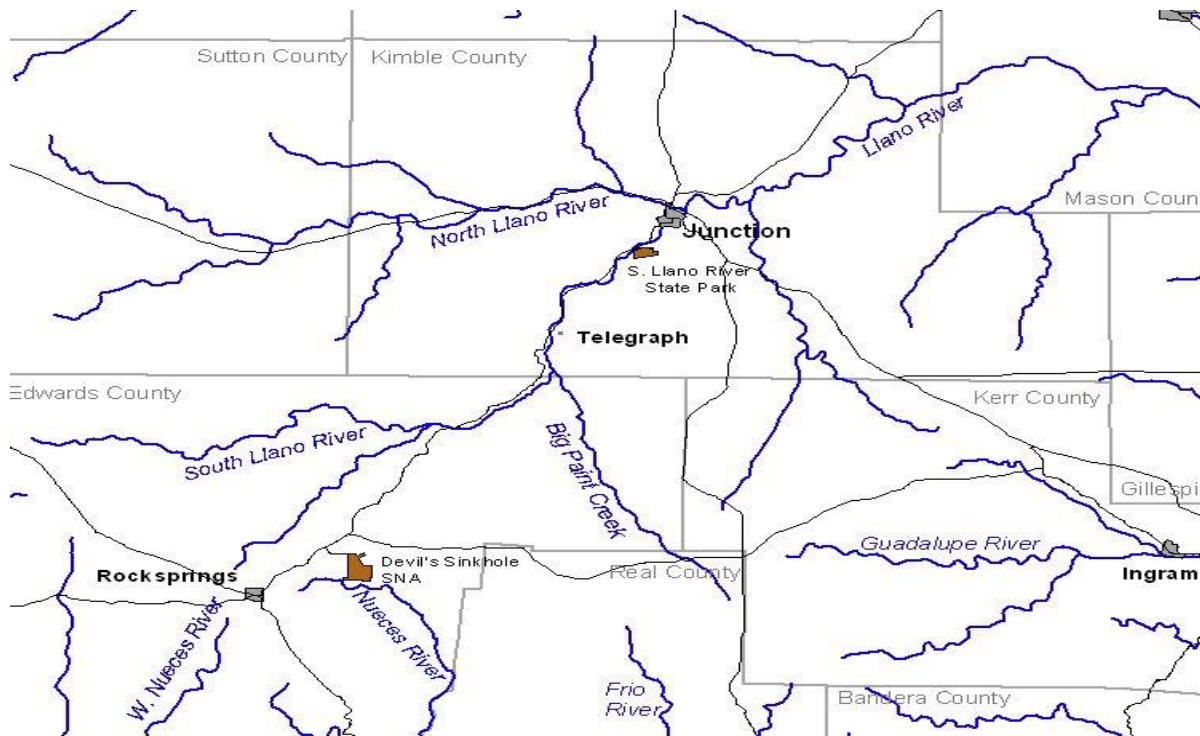 Sutton County
Kimble County
Llano River
Mason Coun
North Llano River
Junction
S. Llano River
State Park
Telegraph
Edwards County
Kerr County
South Llano River
Big Paint Creek
Gillespi
Guadalupe River
Devil's Sinkhole
SNA
Real County
Ingram
Rocksprings
Nueces River
W. Nueces River
Frio
River
Bandera County